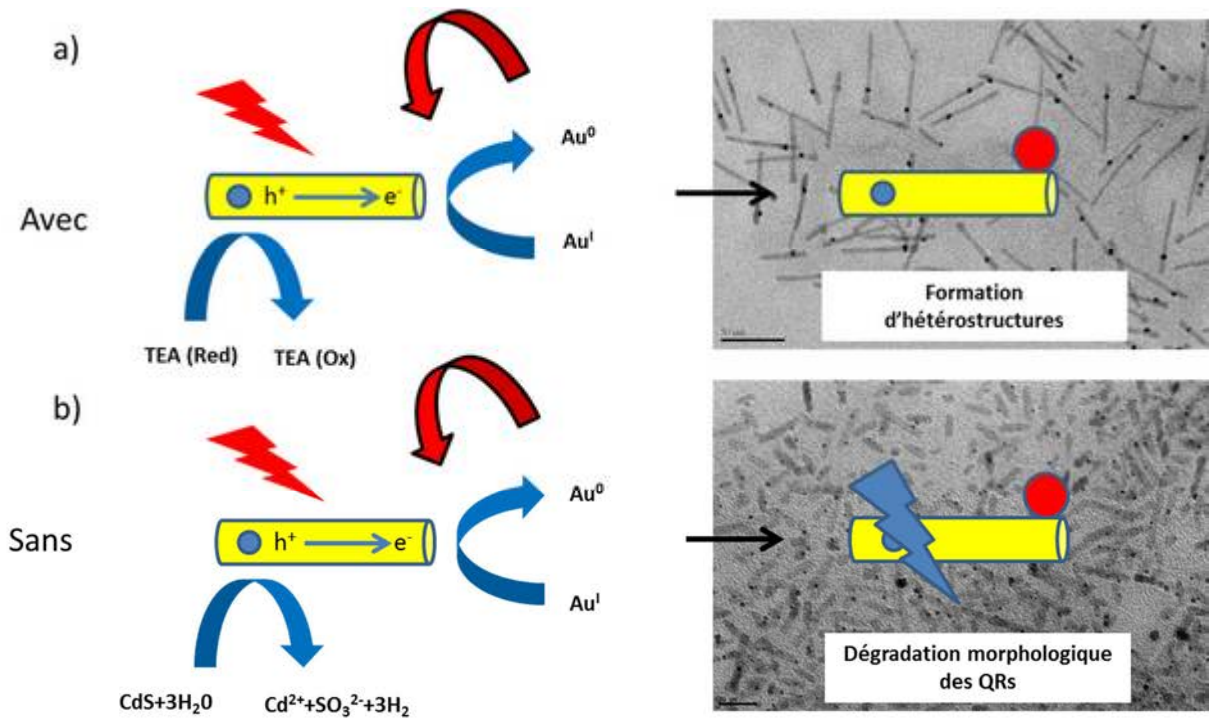 a)
Avec
h⁺
e⁻
Au⁰
Auᴵ
TEA (Red)
TEA (Ox)
Formation
d'hétérostructures
b)
Sans
h⁺
e⁻
Au⁰
Auᴵ
CdS+3H₂0
Cd²⁺+SO₃²⁻+3H₂
Dégradation morphologique
des QRs